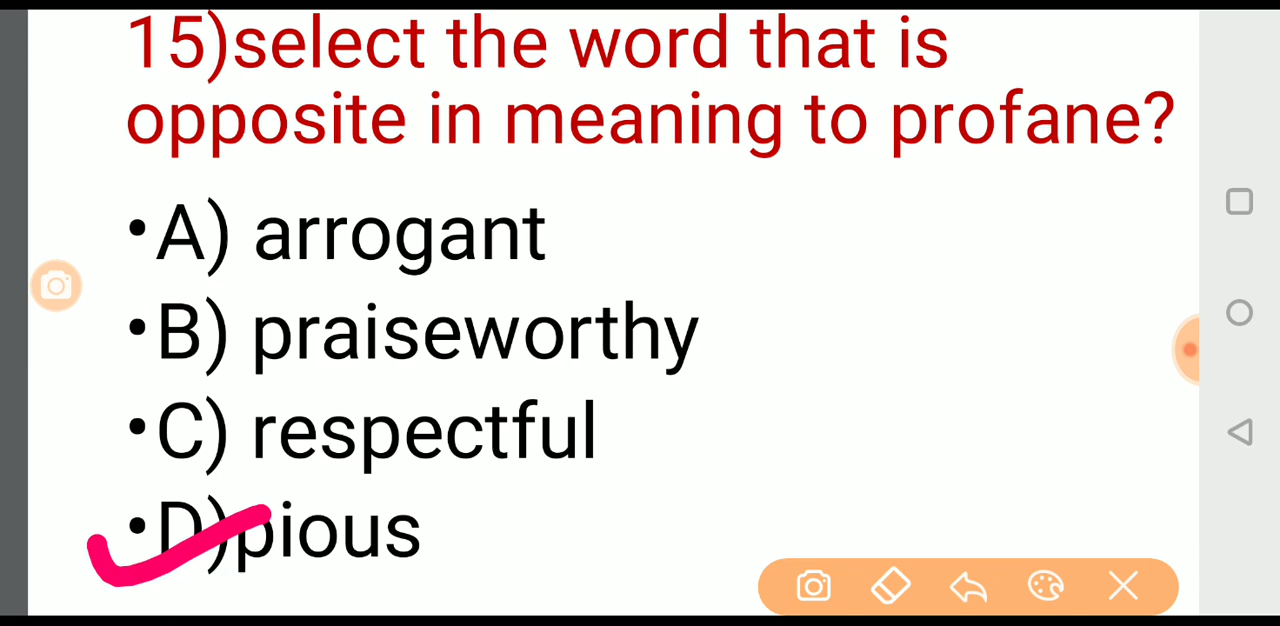 15)select the word that is
opposite in meaning to profane?
•A) arrogant
•B) praiseworthy
•C) respectful
•D)pious